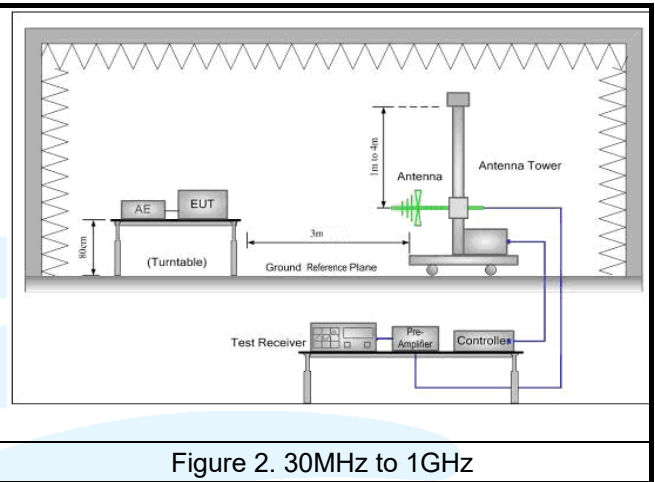 1m to 4m
Antenna
Antenna Tower
AE
EUT
80cm
(Turntable)
3m
Ground Reference Plane
Test Receiver
Pre-
Amplifier
Controller
Figure 2. 30MHz to 1GHz